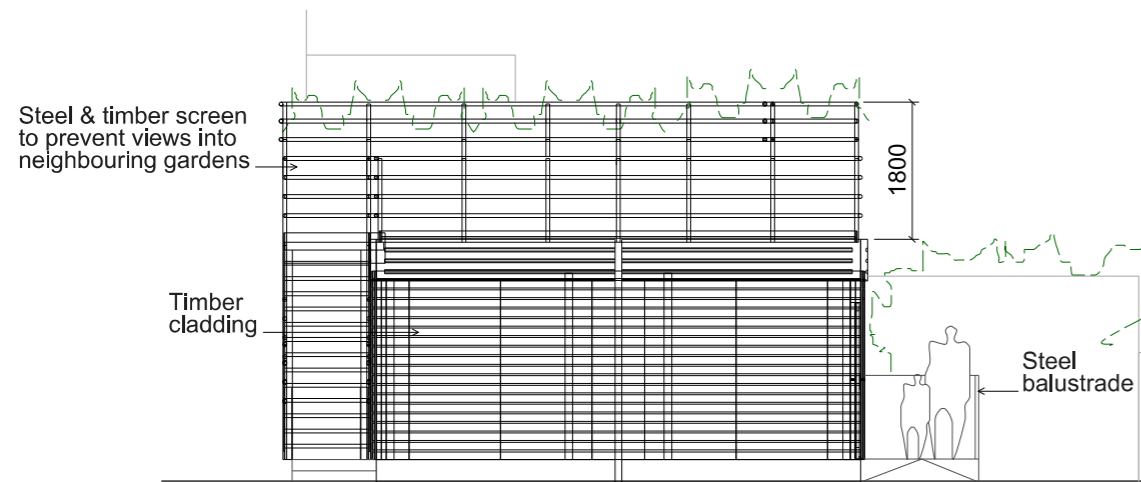 Steel & timber screen
to prevent views into
neighbouring gardens
1800
Timber
cladding
Steel
balustrade